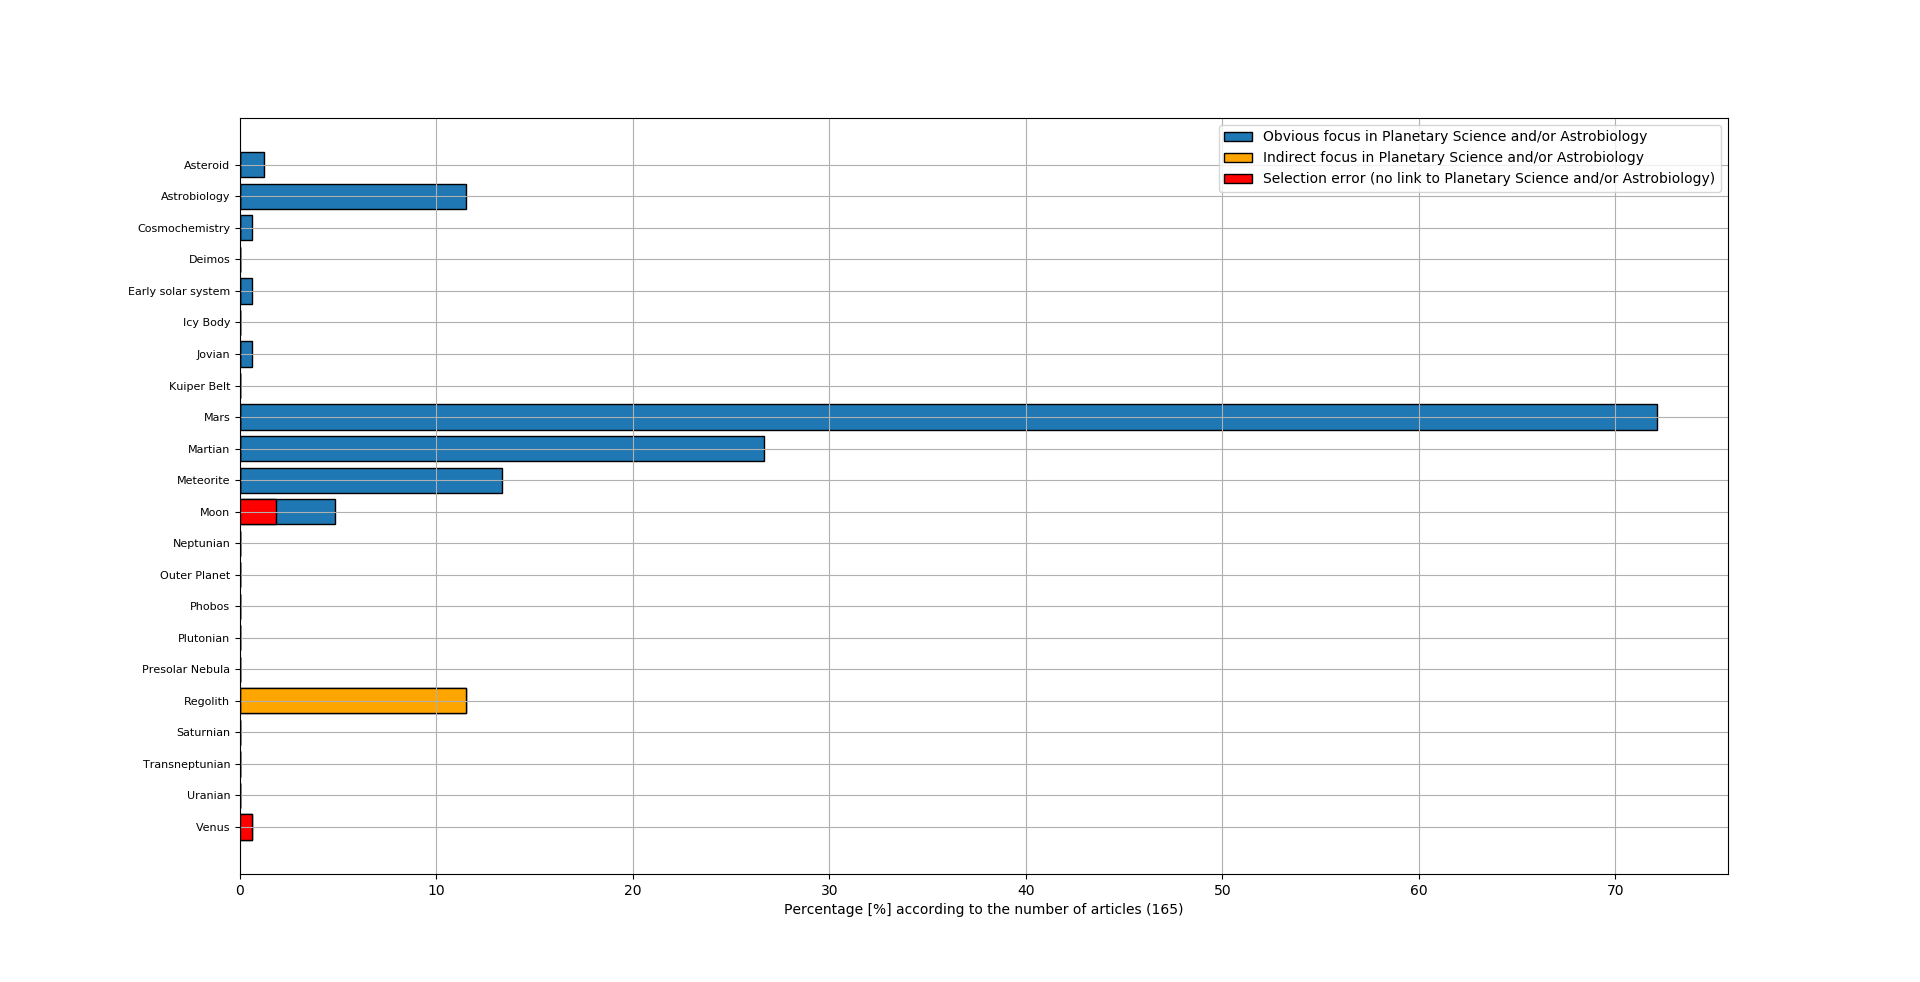 Obvious focus in Planetary Science and/or Astrobiology
Indirect focus in Planetary Science and/or Astrobiology
Selection error (no link to Planetary Science and/or Astrobiology)
Asteroid
Astrobiology
Cosmochemistry
Deimos
Early solar system
Icy Body
Jovian
Kuiper Belt
Mars
Martian
Meteorite
Moon
Neptunian
Outer Planet
Phobos
Plutonian
Presolar Nebula
Regolith
Saturnian
Transneptunian
Uranian
Venus
0 10 20 30 40 50 60 70
Percentage [%] according to the number of articles (165)